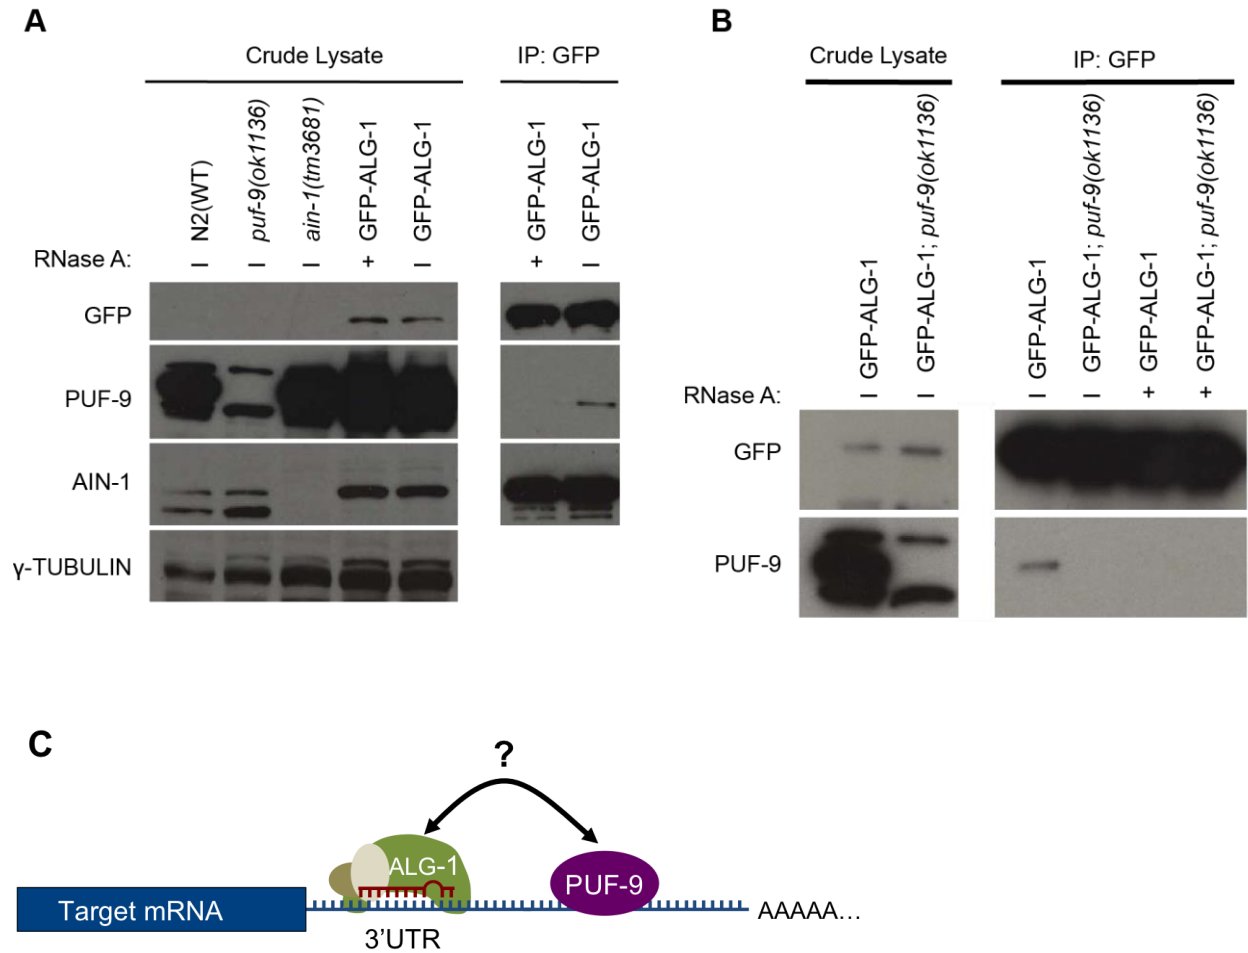 A
Crude Lysate
IP: GFP
N2(WT)
puf-9(ok1136)
ain-1(tm3681)
GFP-ALG-1
GFP-ALG-1
GFP-ALG-1
GFP-ALG-1
RNase A: – – – + – + –
GFP
PUF-9
AIN-1
γ-TUBULIN
B
Crude Lysate
IP: GFP
GFP-ALG-1
GFP-ALG-1; puf-9(ok1136)
GFP-ALG-1
GFP-ALG-1; puf-9(ok1136)
GFP-ALG-1
GFP-ALG-1; puf-9(ok1136)
RNase A: – – – – + +
GFP
PUF-9
C
?
ALG-1
PUF-9
Target mRNA
AAAAA...
3'UTR